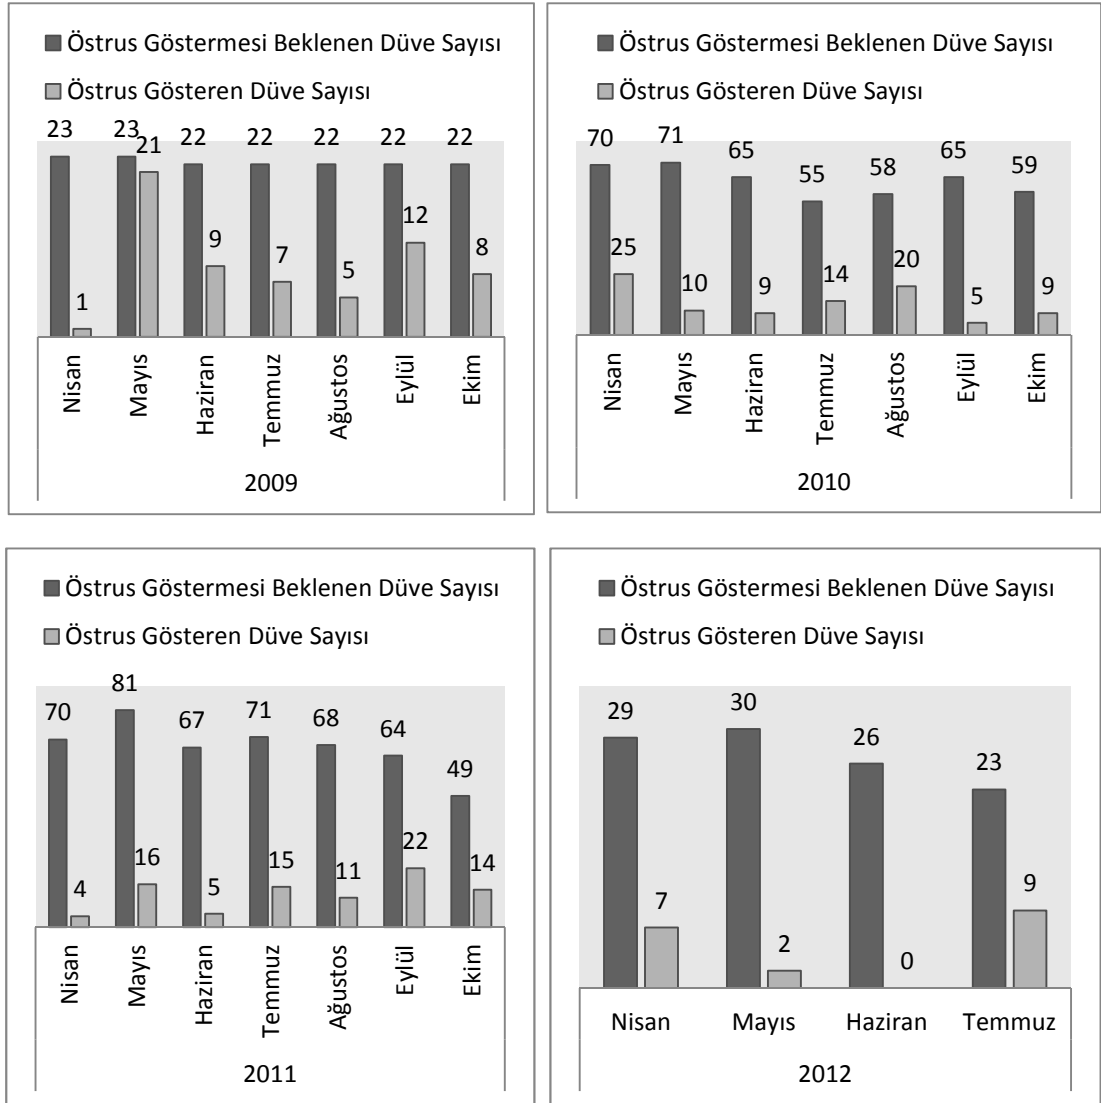 Östrus Göstermesi Beklenen Düve Sayısı
Östrus Gösteren Düve Sayısı
23 23 22 22 22 22 22
1 21 9 7 5 12 8
Nisan Mayıs Haziran Temmuz Ağustos Eylül Ekim
2009
Östrus Göstermesi Beklenen Düve Sayısı
Östrus Gösteren Düve Sayısı
70 71 65 55 58 65 59
25 10 9 14 20 5 9
Nisan Mayıs Haziran Temmuz Ağustos Eylül Ekim
2010
Östrus Göstermesi Beklenen Düve Sayısı
Östrus Gösteren Düve Sayısı
70 81 67 71 68 64 49
4 16 5 15 11 22 14
Nisan Mayıs Haziran Temmuz Ağustos Eylül Ekim
2011
Östrus Göstermesi Beklenen Düve Sayısı
Östrus Gösteren Düve Sayısı
29 30 26 23
7 2 0 9
Nisan Mayıs Haziran Temmuz
2012